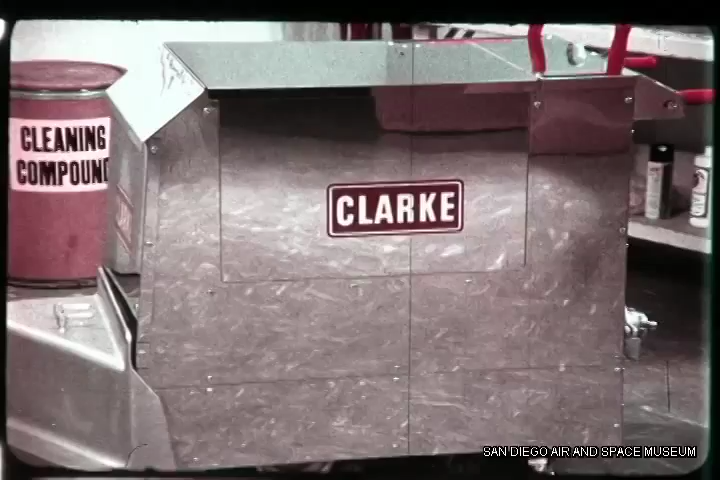 CLEANING
COMPOUND
CLARKE
SAN DIEGO AIR AND SPACE MUSEUM